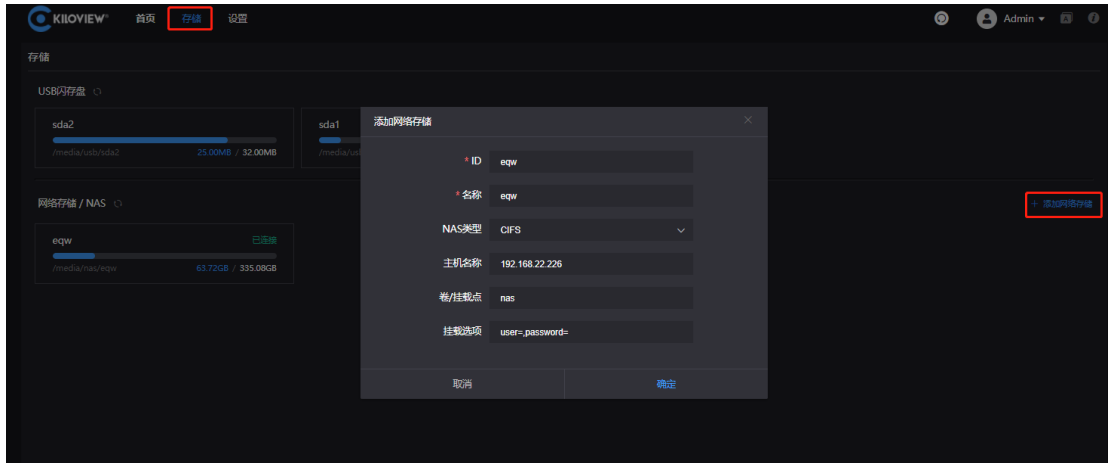 KILOVIEW® 首页 存储 设置 Admin
存储
USB闪存盘
sda2
/media/usb/sda2 25.00MB / 32.00MB
sda1
/media/us
网络存储 / NAS
+ 添加网络存储
eqw 已连接
/media/nas/eqw 63.72GB / 335.08GB
添加网络存储
* ID eqw
* 名称 eqw
NAS类型 CIFS
主机名称 192.168.22.226
卷/挂载点 nas
挂载选项 user=,password=
取消 确定